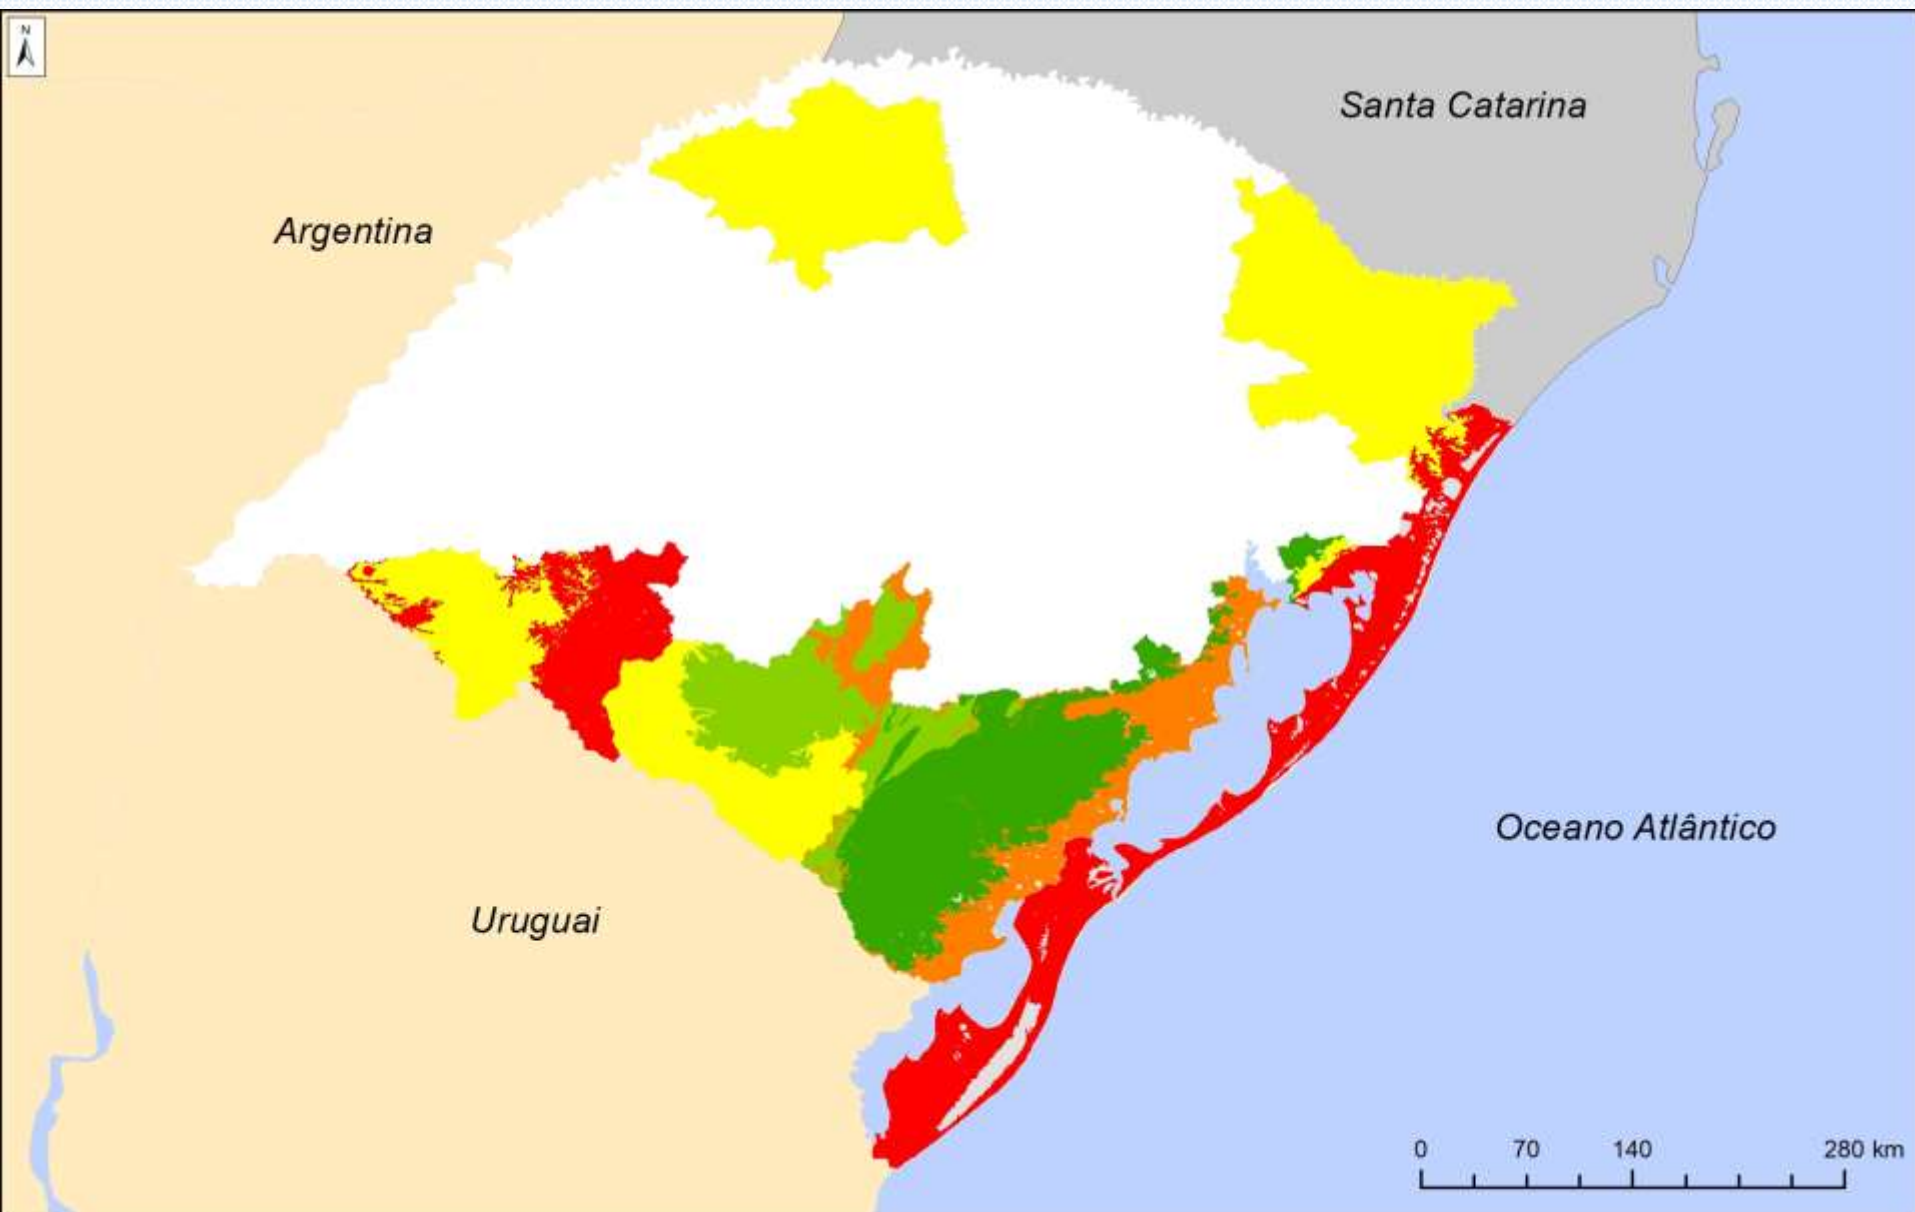 N
Santa Catarina
Argentina
Oceano Atlântico
Uruguai
0 70 140 280 km